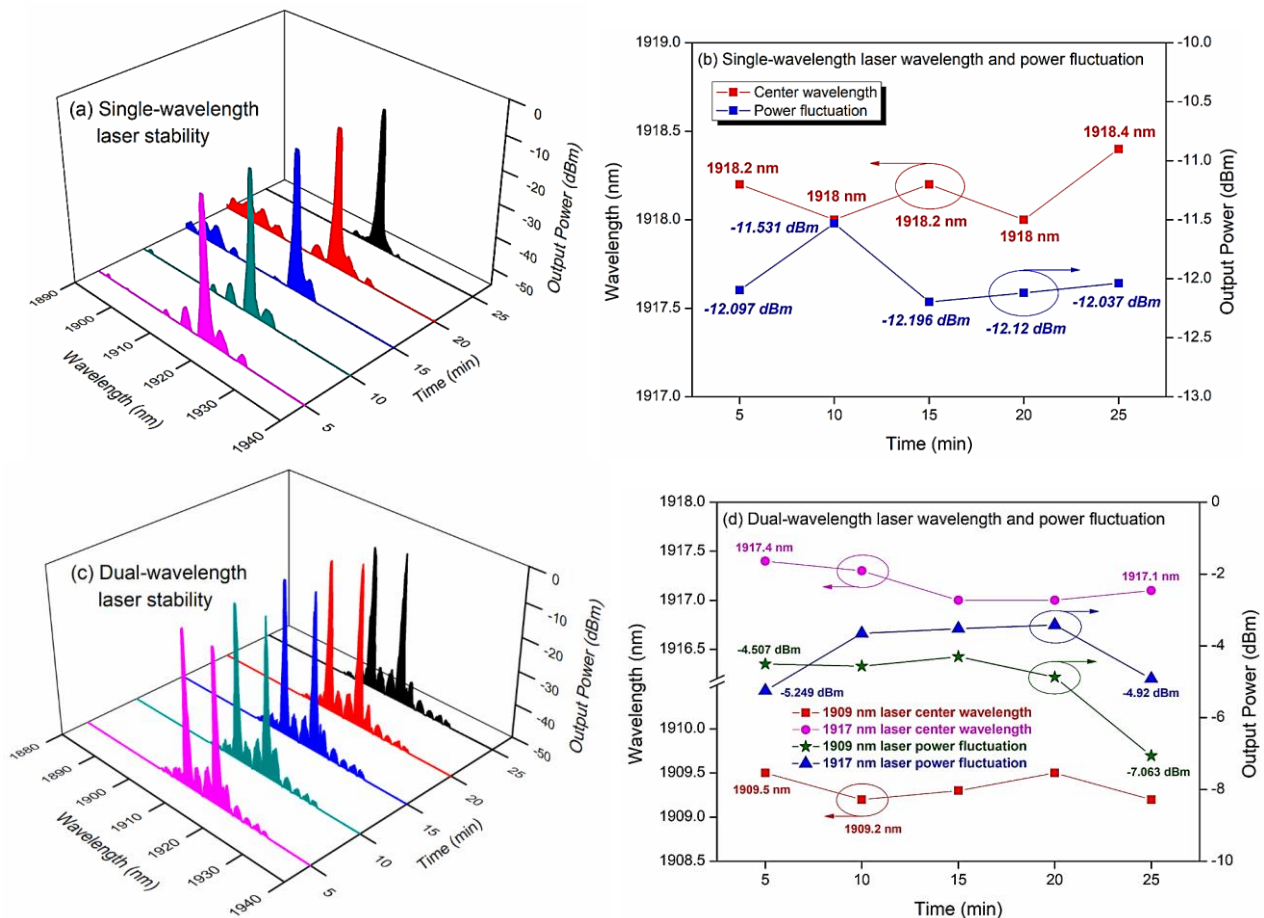 (a) Single-wavelength
laser stability
0
-10
-20
-30
-40
-50
Output Power (dBm)
1890
1900
1910
1920
1930
1940
Wavelength (nm)
5
10
15
20
25
Time (min)
(b) Single-wavelength laser wavelength and power fluctuation
Center wavelength
Power fluctuation
1919.0
1918.5
1918.0
1917.5
1917.0
Wavelength (nm)
-10.0
-10.5
-11.0
-11.5
-12.0
-12.5
-13.0
Output Power (dBm)
1918.2 nm
1918 nm
1918.2 nm
1918 nm
1918.4 nm
-12.097 dBm
-11.531 dBm
-12.196 dBm
-12.12 dBm
-12.037 dBm
5
10
15
20
25
Time (min)
(c) Dual-wavelength
laser stability
0
-10
-20
-30
-40
-50
Output Power (dBm)
1880
1890
1900
1910
1920
1930
1940
Wavelength (nm)
5
10
15
20
25
Time (min)
(d) Dual-wavelength laser wavelength and power fluctuation
1918.0
1917.5
1917.0
1916.5
1910.0
1909.5
1909.0
1908.5
Wavelength (nm)
0
-2
-4
-6
-8
-10
Output Power (dBm)
1917.4 nm
1917.1 nm
-4.507 dBm
-5.249 dBm
-4.92 dBm
1909 nm laser center wavelength
1917 nm laser center wavelength
1909 nm laser power fluctuation
1917 nm laser power fluctuation
-7.063 dBm
1909.5 nm
1909.2 nm
5
10
15
20
25
Time (min)